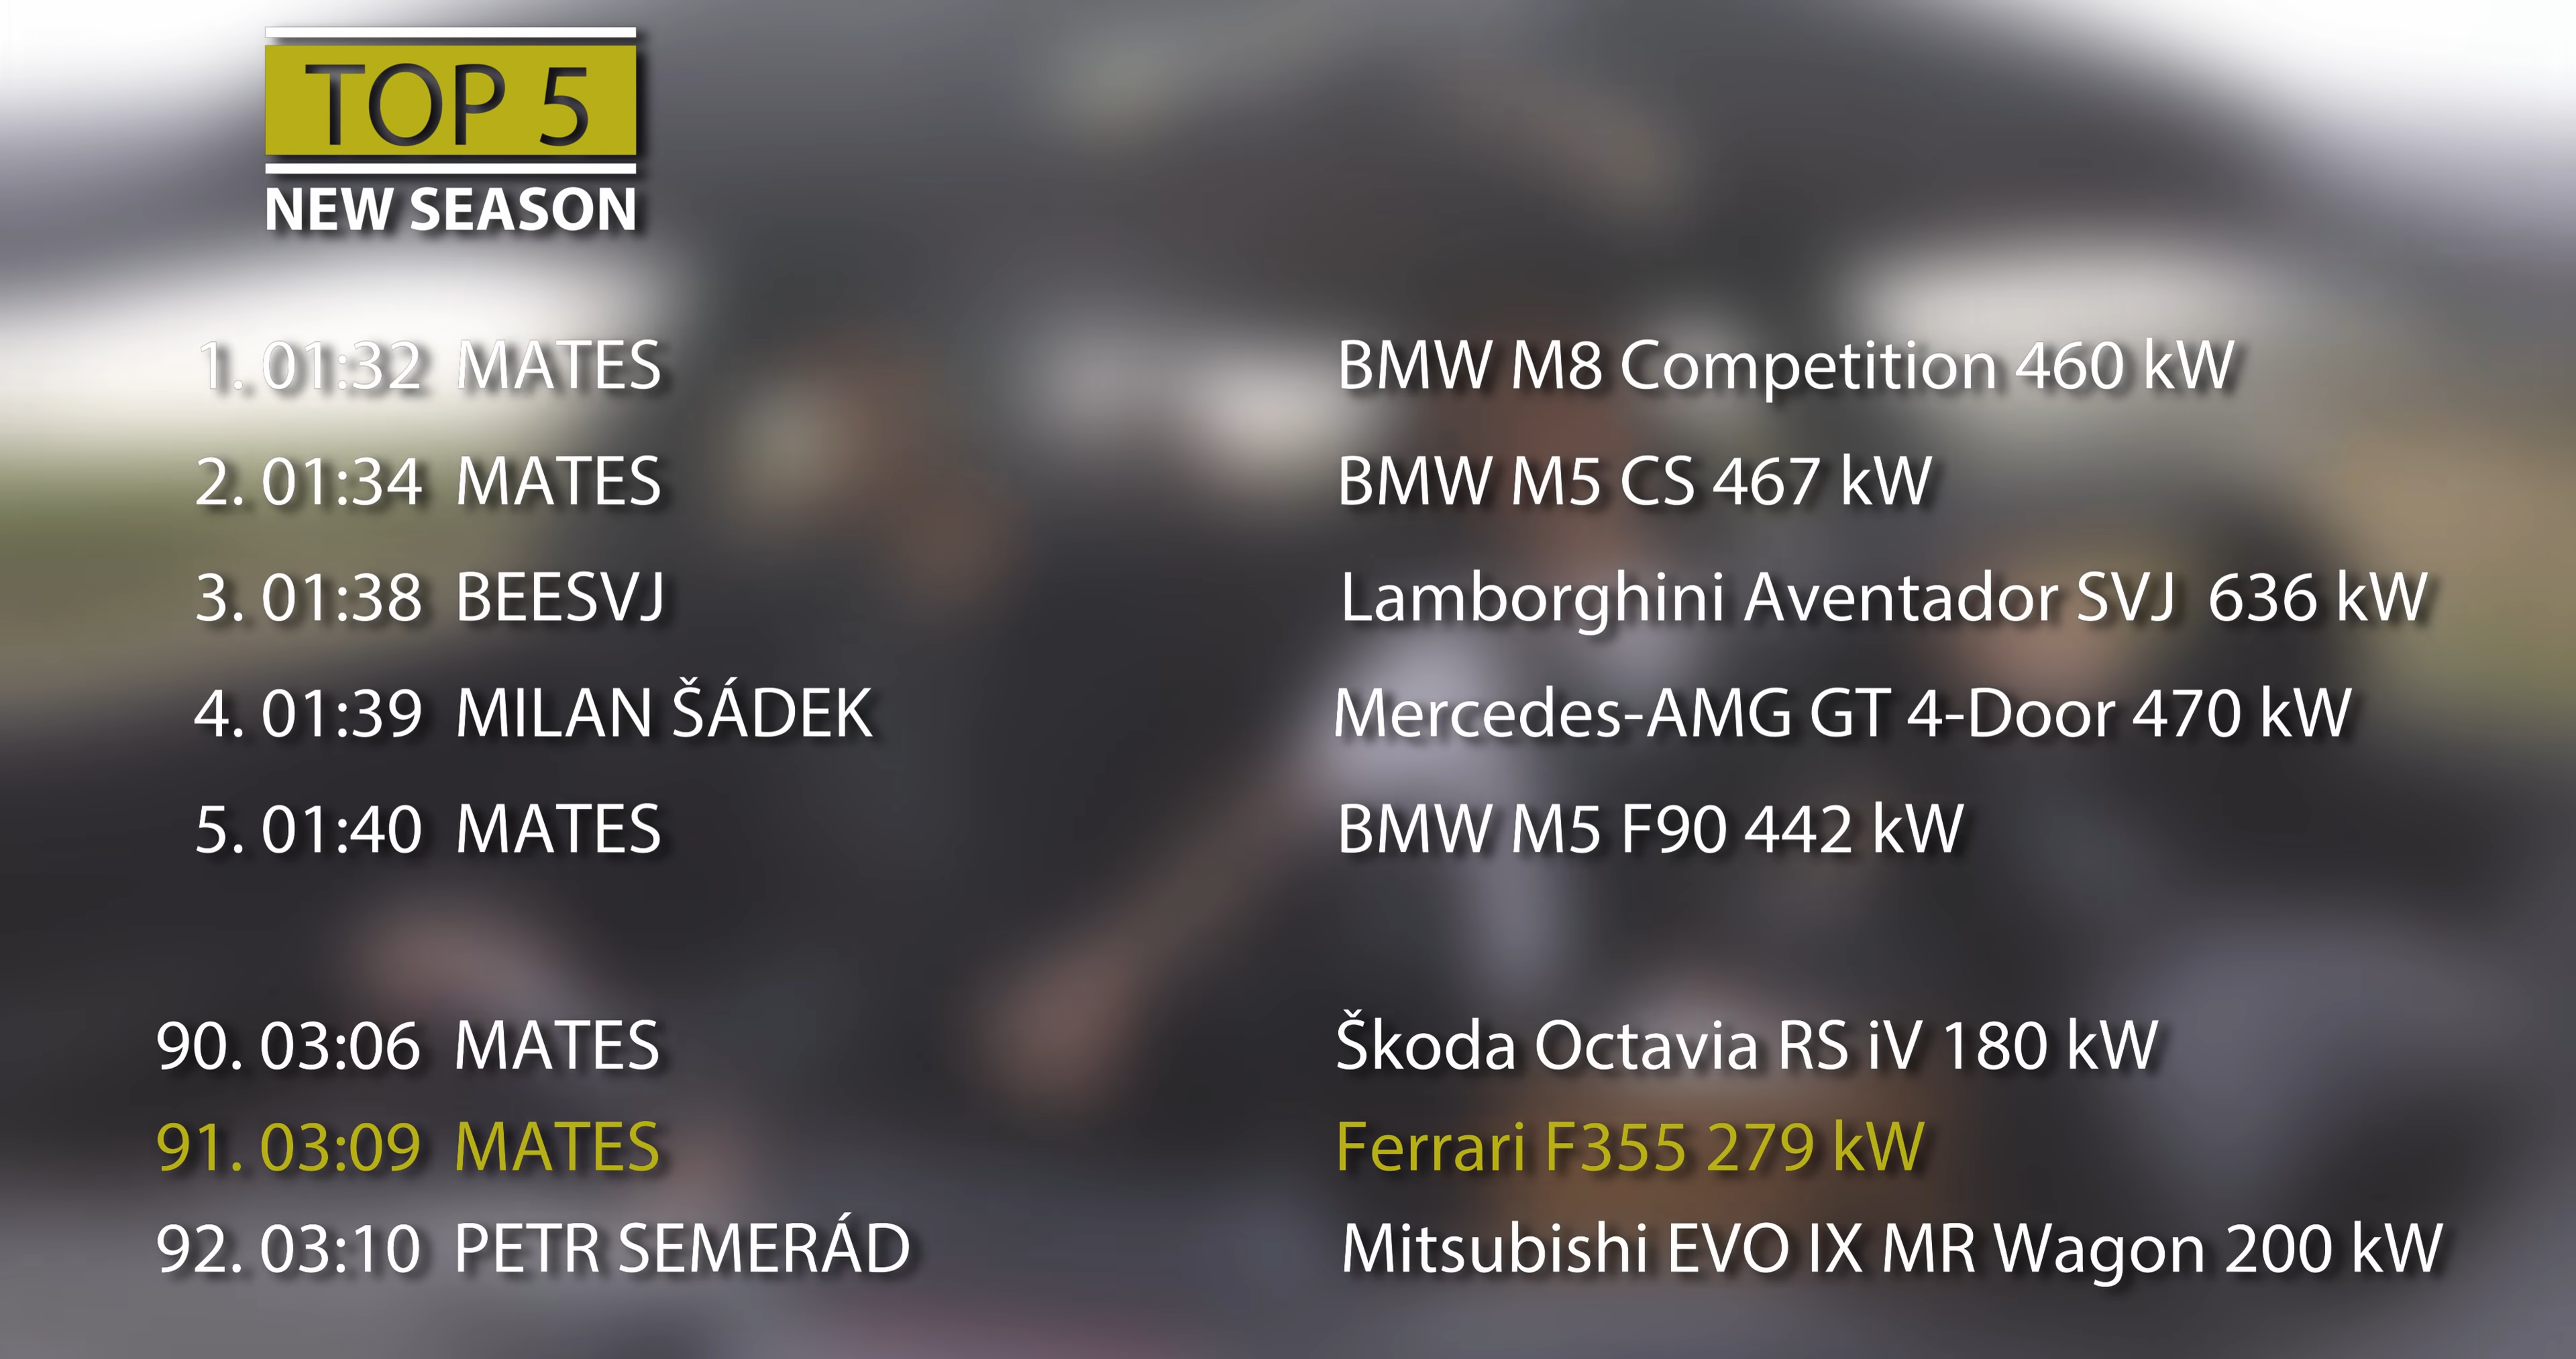 TOP 5
NEW SEASON
1. 01:32 MATES BMW M8 Competition 460 kW
2. 01:34 MATES BMW M5 CS 467 kW
3. 01:38 BEESVJ Lamborghini Aventador SVJ 636 kW
4. 01:39 MILAN ŠÁDEK Mercedes-AMG GT 4-Door 470 kW
5. 01:40 MATES BMW M5 F90 442 kW
90. 03:06 MATES Škoda Octavia RS iV 180 kW
91. 03:09 MATES Ferrari F355 279 kW
92. 03:10 PETR SEMERÁD Mitsubishi EVO IX MR Wagon 200 kW